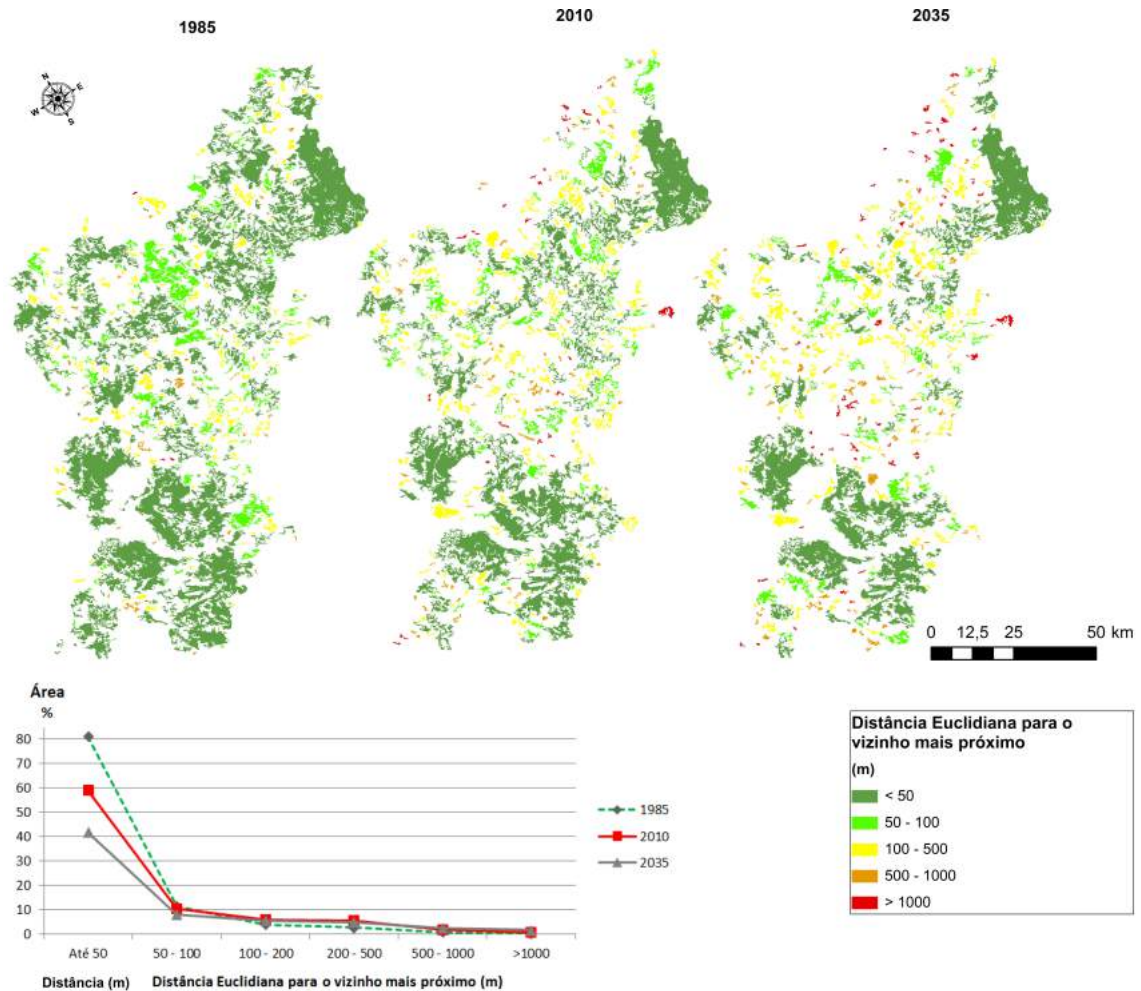 1985
2010
2035
N
E
W
S
0 12,5 25 50 km
Área
%
80
70
60
50
40
30
20
10
0
Até 50
50 - 100
100 - 200
200 - 500
500 - 1000
>1000
Distância (m)
Distância Euclidiana para o vizinho mais próximo (m)
1985
2010
2035
Distância Euclidiana para o
vizinho mais próximo
(m)
< 50
50 - 100
100 - 500
500 - 1000
> 1000